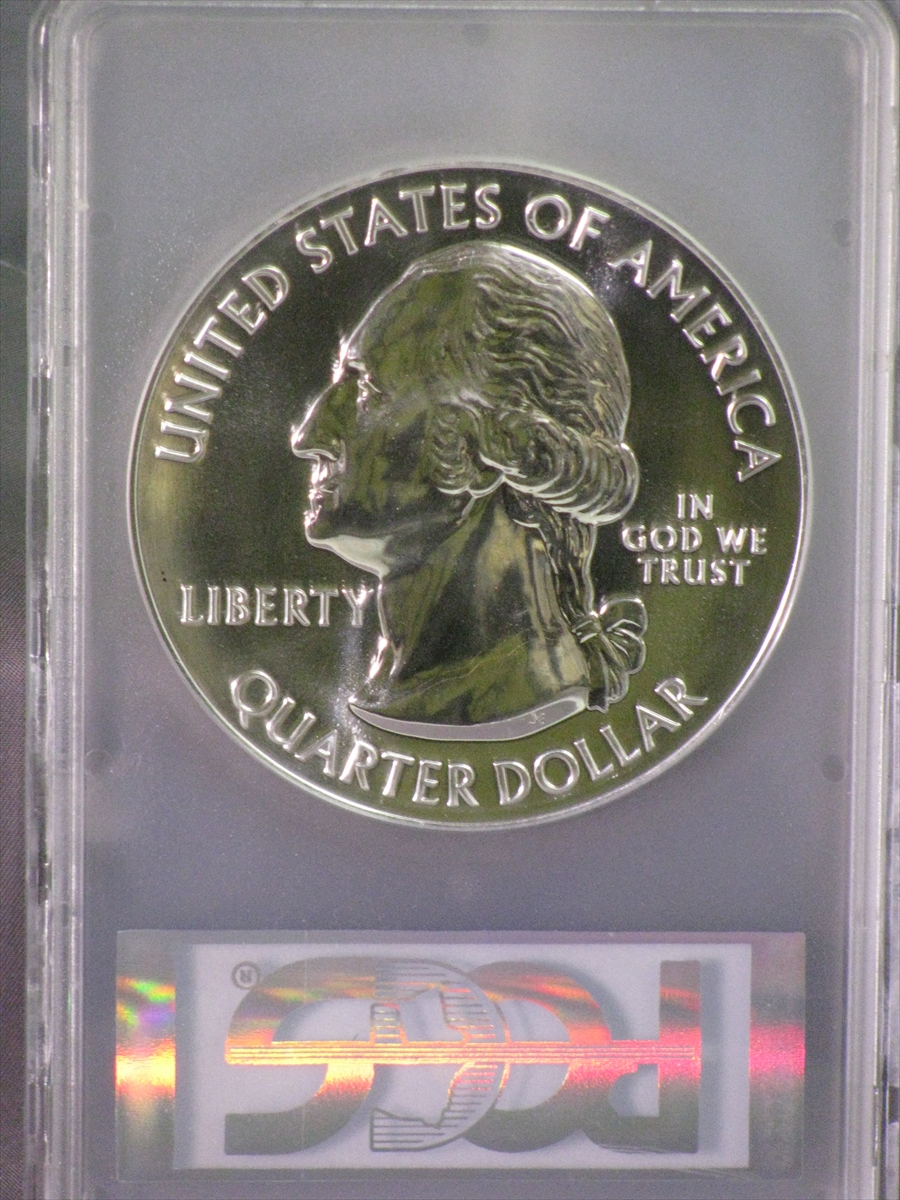 UNITED STATES OF AMERICA
IN
GOD WE
TRUST
LIBERTY
QUARTER DOLLAR
PCGS
®